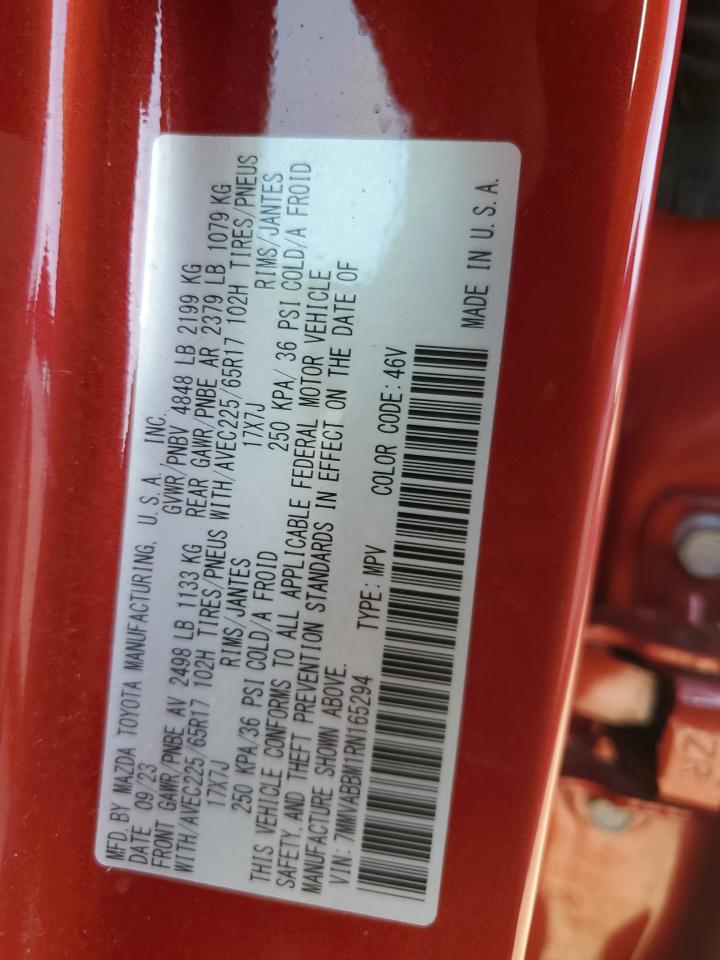 MFD. BY MAZDA TOYOTA MANUFACTURING, U.S.A., INC.
DATE 09/23 GVWR/PNBV 4848 LB 2199 KG
FRONT GAWR/PNBE AV 2498 LB 1133 KG REAR GAWR/PNBE AR 2379 LB 1079 KG
WITH/AVEC225/65R17 102H TIRES/PNEUS WITH/AVEC225/65R17 102H TIRES/PNEUS
17X7J RIMS/JANTES 17X7J RIMS/JANTES
250 KPA/36 PSI COLD/A FROID 250 KPA/ 36 PSI COLD/A FROID
THIS VEHICLE CONFORMS TO ALL APPLICABLE FEDERAL MOTOR VEHICLE
SAFETY,AND THEFT PREVENTION STANDARDS IN EFFECT ON THE DATE OF
MANUFACTURE SHOWN ABOVE.
VIN: 7MMVABBM1RN165294 TYPE: MPV COLOR CODE: 46V
MADE IN U.S.A.
ZR